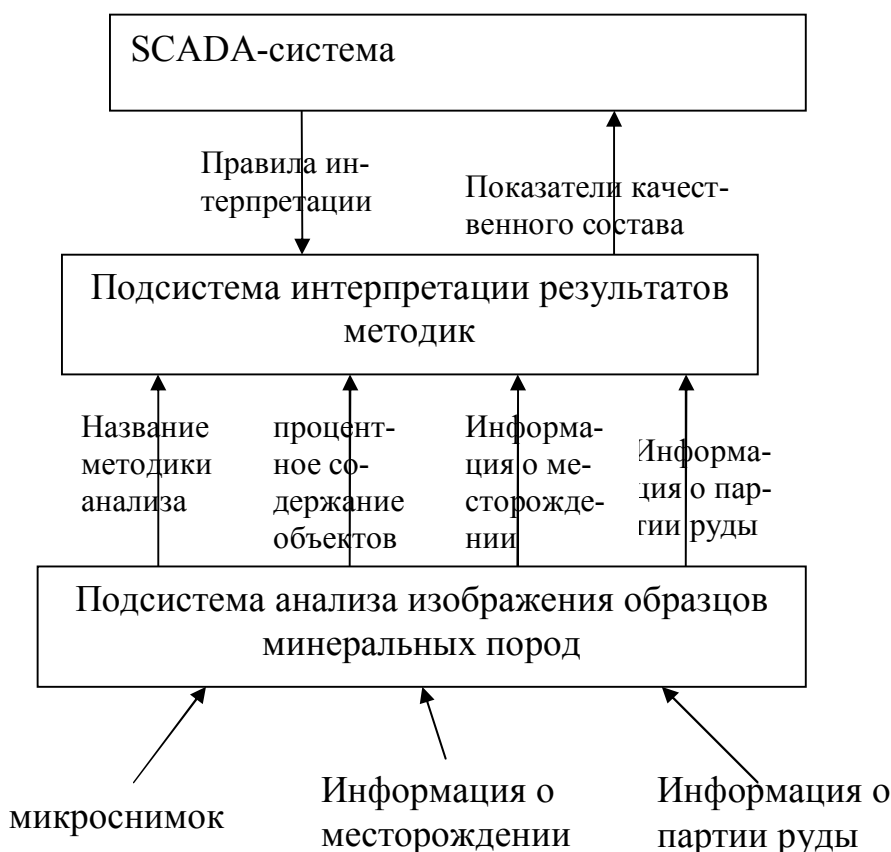 SCADA-система
Правила ин-
терпретации
Показатели качест-
венного состава
Подсистема интерпретации результатов
методик
Название
методики
анализа
процент-
ное со-
держание
объектов
Информа-
ция о ме-
сторожде-
нии
Информа-
ция о пар-
тии руды
Подсистема анализа изображения образцов
минеральных пород
микроснимок
Информация о
месторождении
Информация о
партии руды